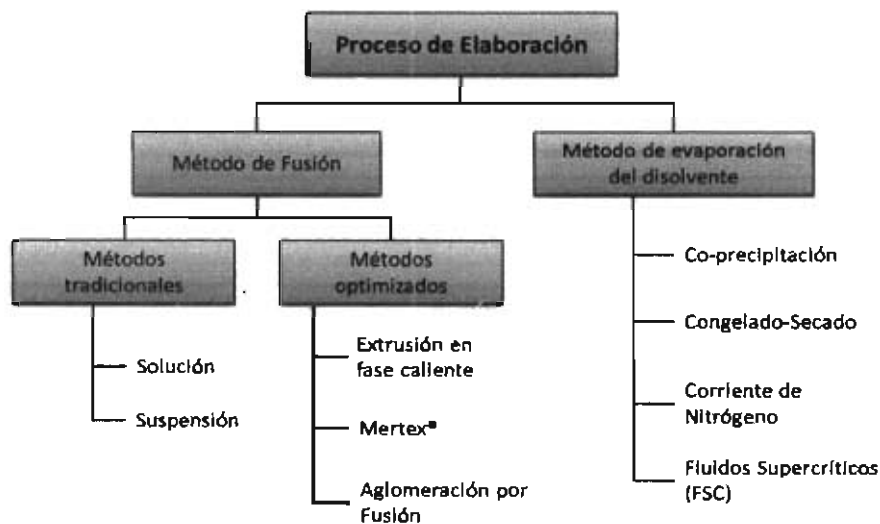 Proceso de Elaboración
Método de Fusión
Método de evaporación
del disolvente
Métodos
tradicionales
Métodos
optimizados
Solución
Suspensión
Extrusión en
fase caliente
Mertex®
Aglomeración por
Fusión
Co-precipitación
Congelado-Secado
Corriente de
Nitrógeno
Fluidos Supercríticos
(FSC)